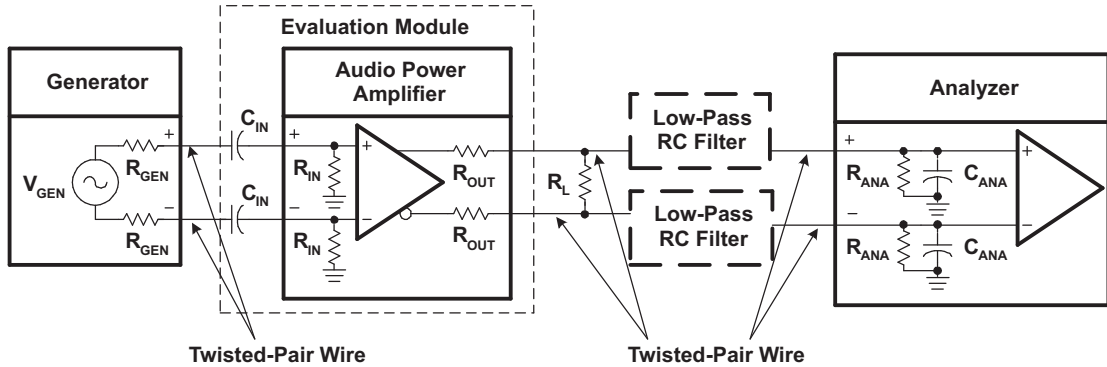 Evaluation Module
Generator
Audio Power
Amplifier
Analyzer
Low-Pass
RC Filter
Low-Pass
RC Filter
C_IN
C_IN
+
−
R_GEN
R_GEN
V_GEN
+
−
R_IN
R_IN
+
−
R_OUT
R_OUT
R_L
+
−
R_ANA
C_ANA
R_ANA
C_ANA
+
−
Twisted-Pair Wire
Twisted-Pair Wire